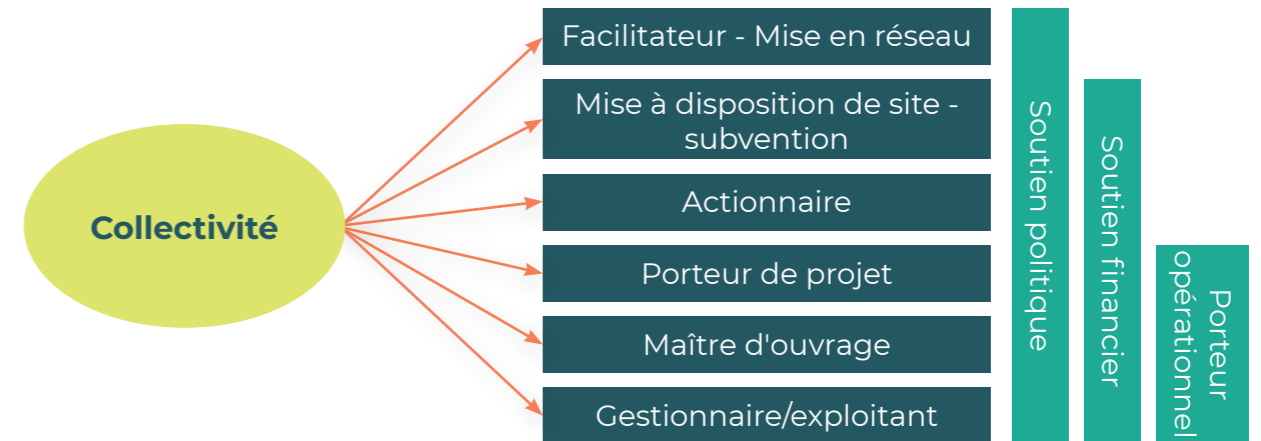 Collectivité
Facilitateur - Mise en réseau
Mise à disposition de site -
subvention
Actionnaire
Porteur de projet
Maître d'ouvrage
Gestionnaire/exploitant
Soutien politique
Soutien financier
Porteur
opérationnel